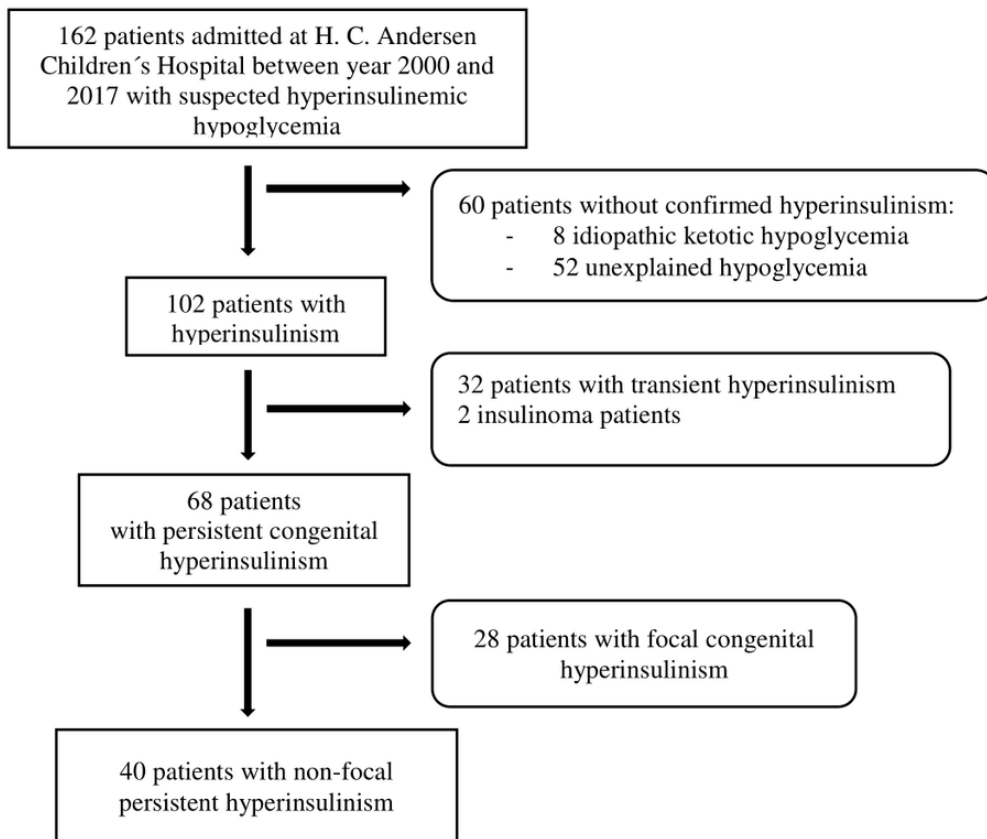 162 patients admitted at H. C. Andersen
Children´s Hospital between year 2000 and
2017 with suspected hyperinsulinemic
hypoglycemia
60 patients without confirmed hyperinsulinism:
- 8 idiopathic ketotic hypoglycemia
- 52 unexplained hypoglycemia
102 patients with
hyperinsulinism
32 patients with transient hyperinsulinism
2 insulinoma patients
68 patients
with persistent congenital
hyperinsulinism
28 patients with focal congenital
hyperinsulinism
40 patients with non-focal
persistent hyperinsulinism